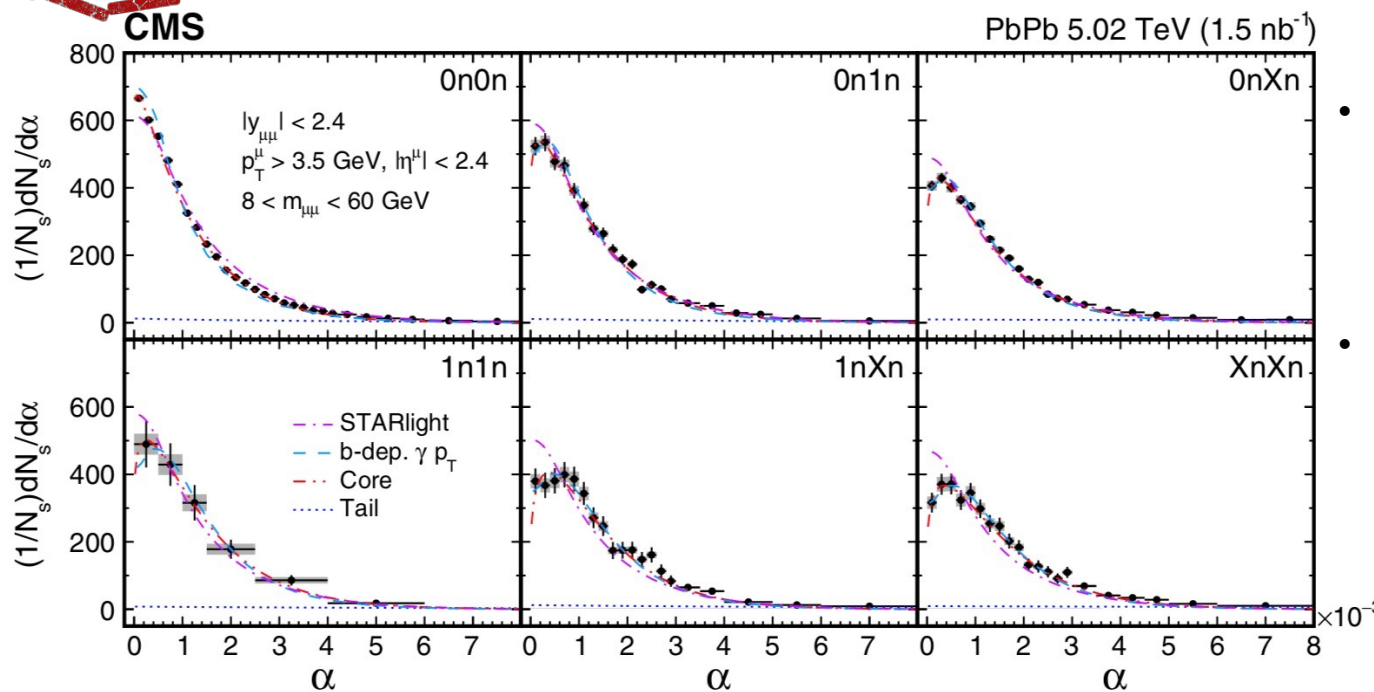 CMS PbPb 5.02 TeV (1.5 nb⁻¹)
800
600
400
200
0
(1/Nₛ)dNₛ/dα
0n0n
|y_μμ| < 2.4
p_T^μ > 3.5 GeV, |η^μ| < 2.4
8 < m_μμ < 60 GeV
0n1n
0nXn
•
•
600
400
200
0
(1/Nₛ)dNₛ/dα
1n1n
STARlight
b-dep. γ p_T
Core
Tail
1nXn
XnXn
×10⁻³
0 1 2 3 4 5 6 7 0 1 2 3 4 5 6 7 0 1 2 3 4 5 6 7 8
α α α